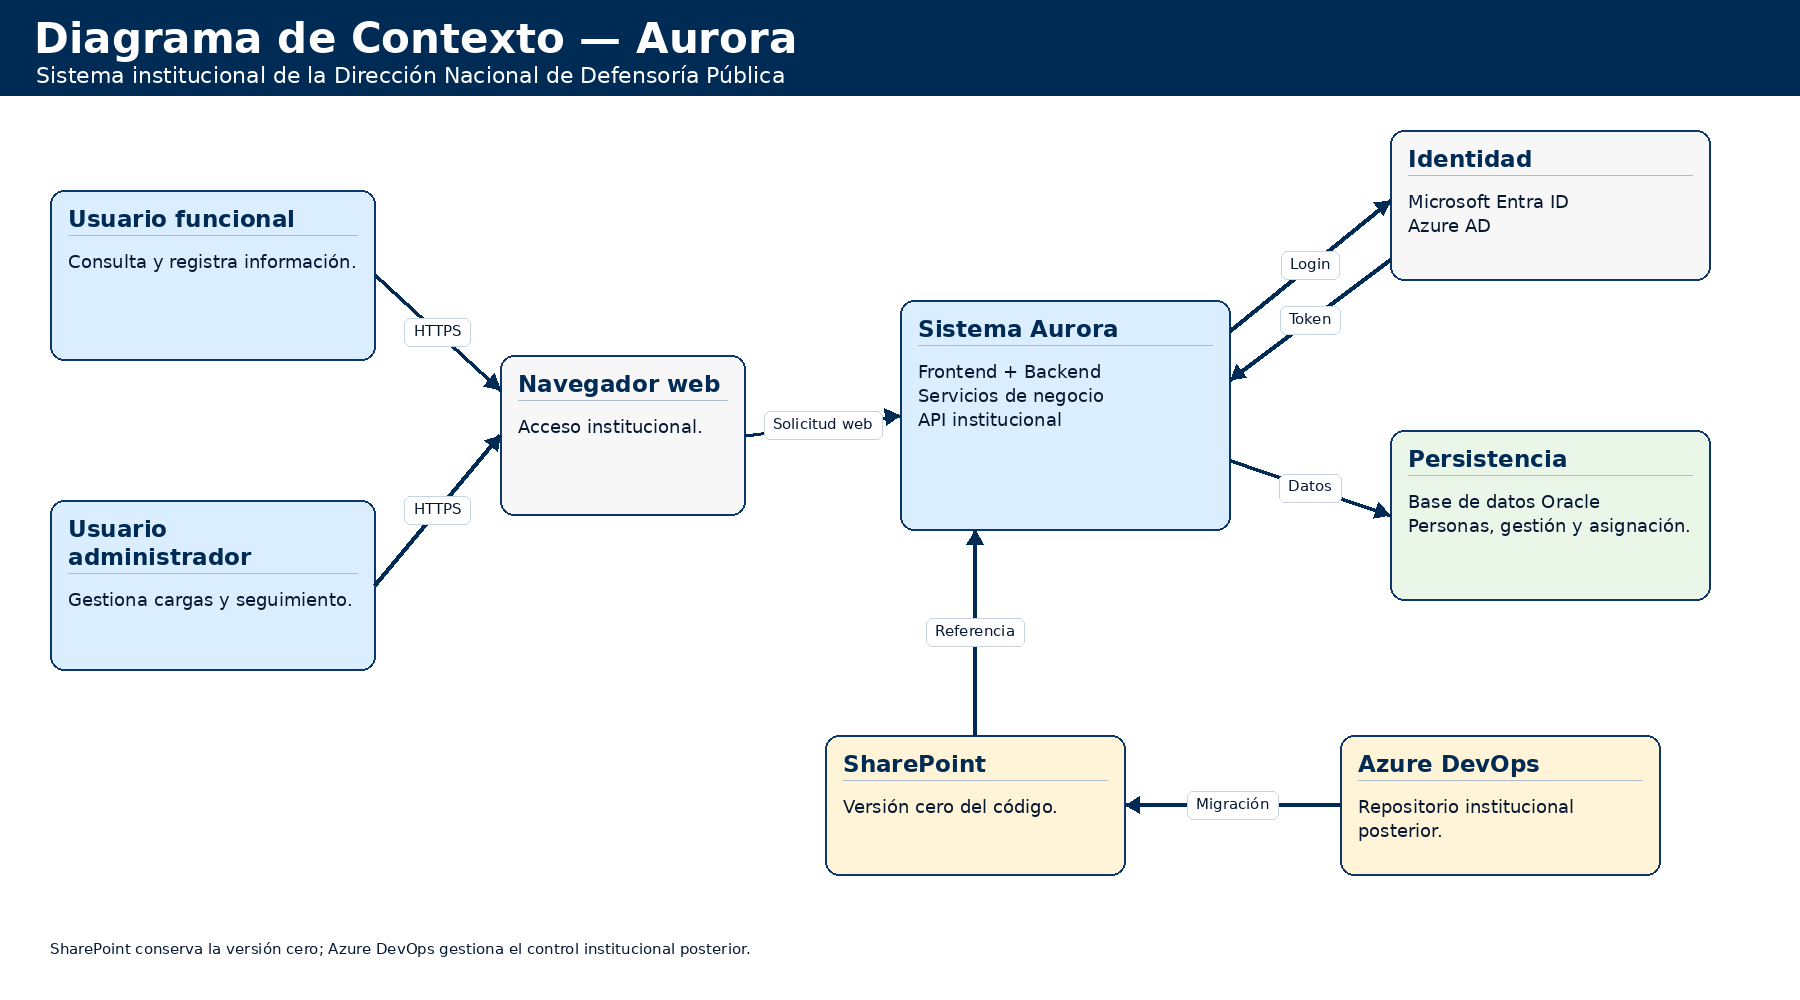 Diagrama de Contexto — Aurora
Sistema institucional de la Dirección Nacional de Defensoría Pública
Usuario funcional
Consulta y registra información.
HTTPS
Usuario
administrador
Gestiona cargas y seguimiento.
HTTPS
Navegador web
Acceso institucional.
Solicitud web
Sistema Aurora
Frontend + Backend
Servicios de negocio
API institucional
Login
Token
Identidad
Microsoft Entra ID
Azure AD
Datos
Persistencia
Base de datos Oracle
Personas, gestión y asignación.
Referencia
SharePoint
Versión cero del código.
Migración
Azure DevOps
Repositorio institucional
posterior.
SharePoint conserva la versión cero; Azure DevOps gestiona el control institucional posterior.